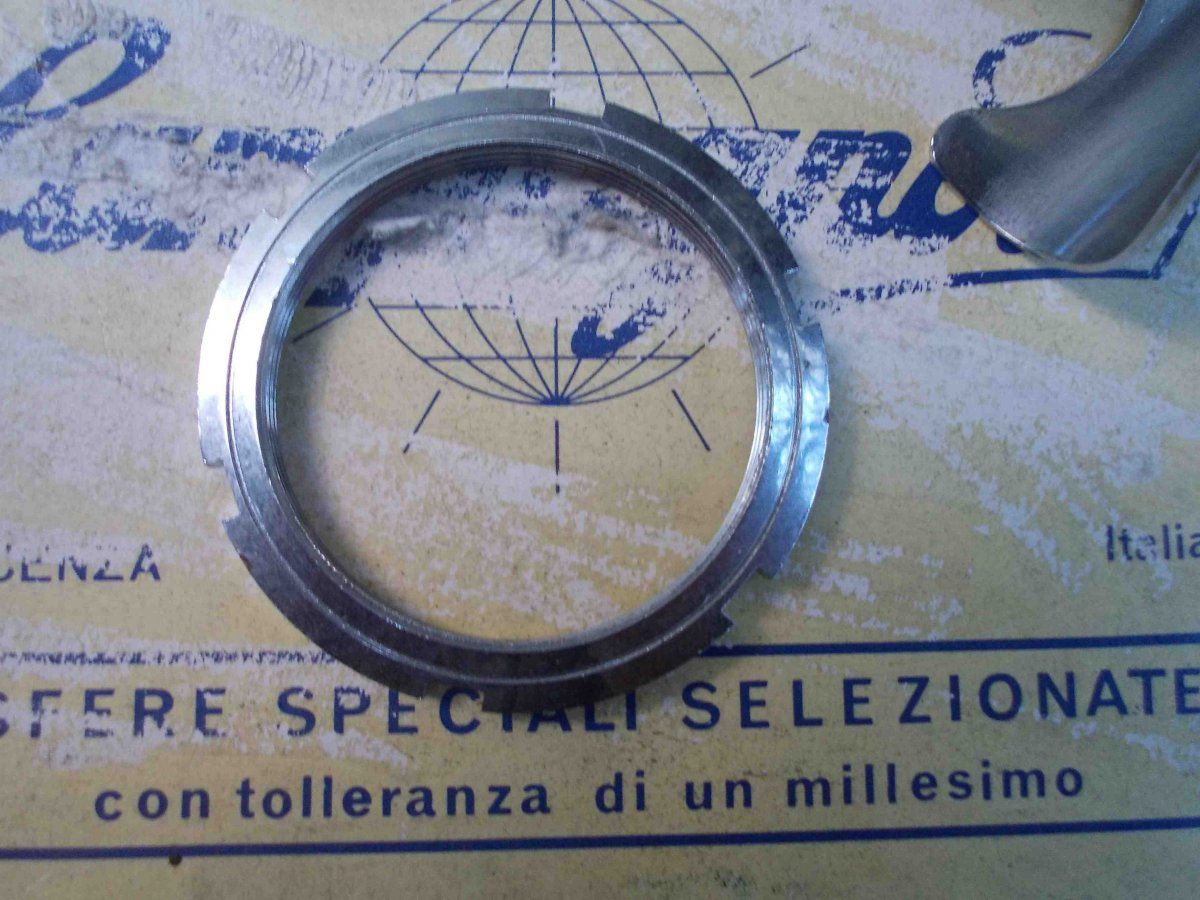 CENZA
Italia
SFERE SPECIALI SELEZIONATE
con tolleranza di un millesimo